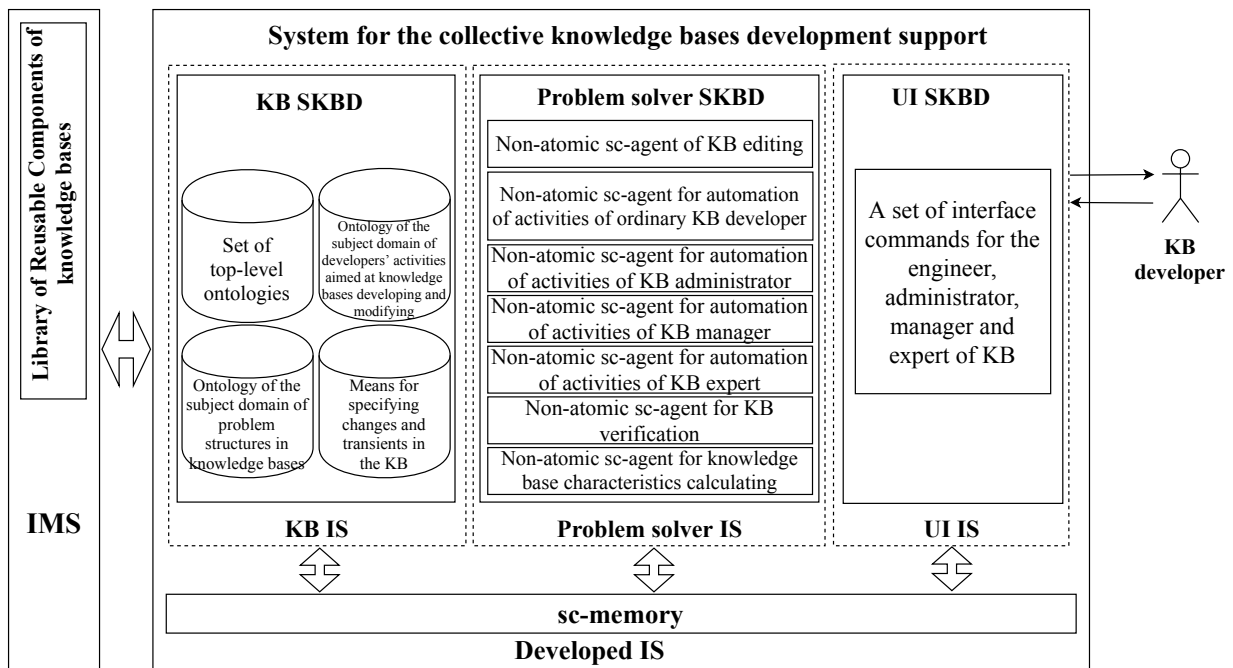 Library of Reusable Components of
knowledge bases
IMS
System for the collective knowledge bases development support
KB SKBD
Set of
top-level
ontologies
Ontology of the
subject domain of
developers' activities
aimed at knowledge
bases developing and
modifying
Ontology of the
subject domain of
problem
structures in
knowledge bases
Means for
specifying
changes and
transients in
the KB
KB IS
Problem solver SKBD
Non-atomic sc-agent of KB editing
Non-atomic sc-agent for automation
of activities of ordinary KB developer
Non-atomic sc-agent for automation
of activities of KB administrator
Non-atomic sc-agent for automation
of activities of KB manager
Non-atomic sc-agent for automation
of activities of KB expert
Non-atomic sc-agent for KB
verification
Non-atomic sc-agent for knowledge
base characteristics calculating
Problem solver IS
UI SKBD
A set of interface
commands for the
engineer,
administrator,
manager and
expert of KB
UI IS
KB
developer
sc-memory
Developed IS